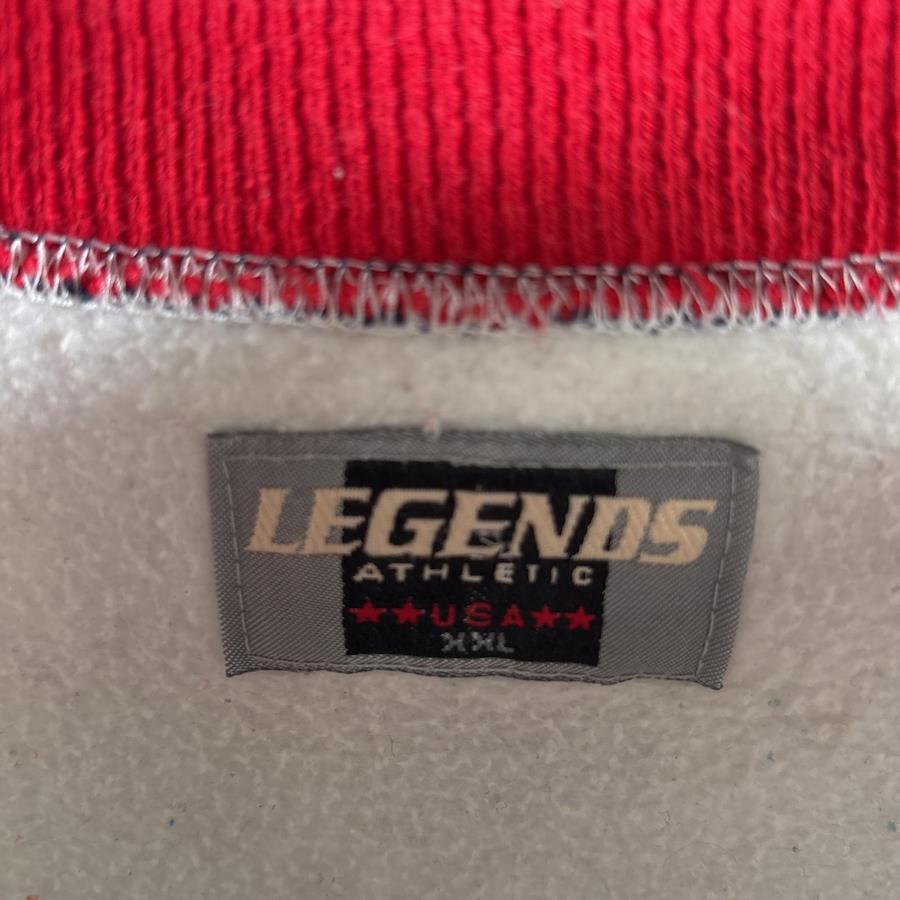 LEGENDS
ATHLETIC
★★USA★★
XXL